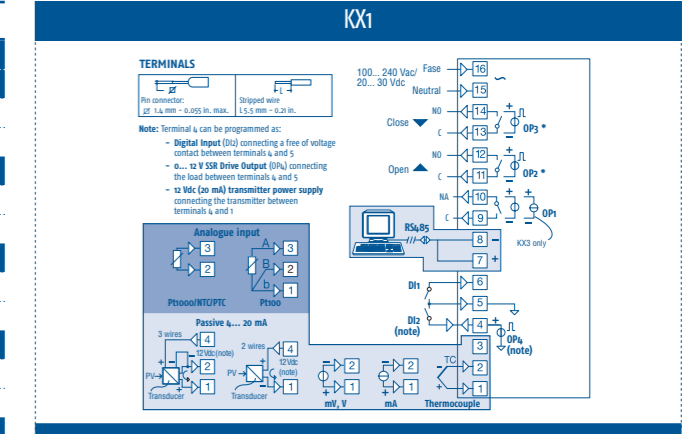 KX1
TERMINALS
Pin connector:
Ø 1.4 mm - 0.055 in. max.
L
Stripped wire
L 5.5 mm - 0.21 in.
Note: Terminal 4 can be programmed as:
- Digital Input (DI2) connecting a free of voltage
contact between terminals 4 and 5
- 0... 12 V SSR Drive Output (OP4) connecting
the load between terminals 4 and 5
- 12 Vdc (20 mA) transmitter power supply
connecting the transmitter between
terminals 4 and 1
100... 240 Vac/
20... 30 Vdc
Fase 16
Neutral 15
Close
NO 14
C 13
+
-
OP3 *
Open
NO 12
C 11
+
-
OP2 *
NA 10
C 9
+
-
+
-
OP1
KX3 only
RS485
8 -
7 +
DI1
6
5
DI2
(note)
4
+
-
OP4
(note)
Analogue input
3
2
Pt1000/NTC/PTC
A 3
B 2
b 1
Pt100
Passive 4... 20 mA
3 wires
4
12Vdc(note)
PV
+
-
2
1
Transducer
2 wires
4
12Vdc
(note)
PV
+
-
1
Transducer
- 2
+ 1
mV, V
- 2
+ 1
mA
3
TC
- 2
+ 1
Thermocouple